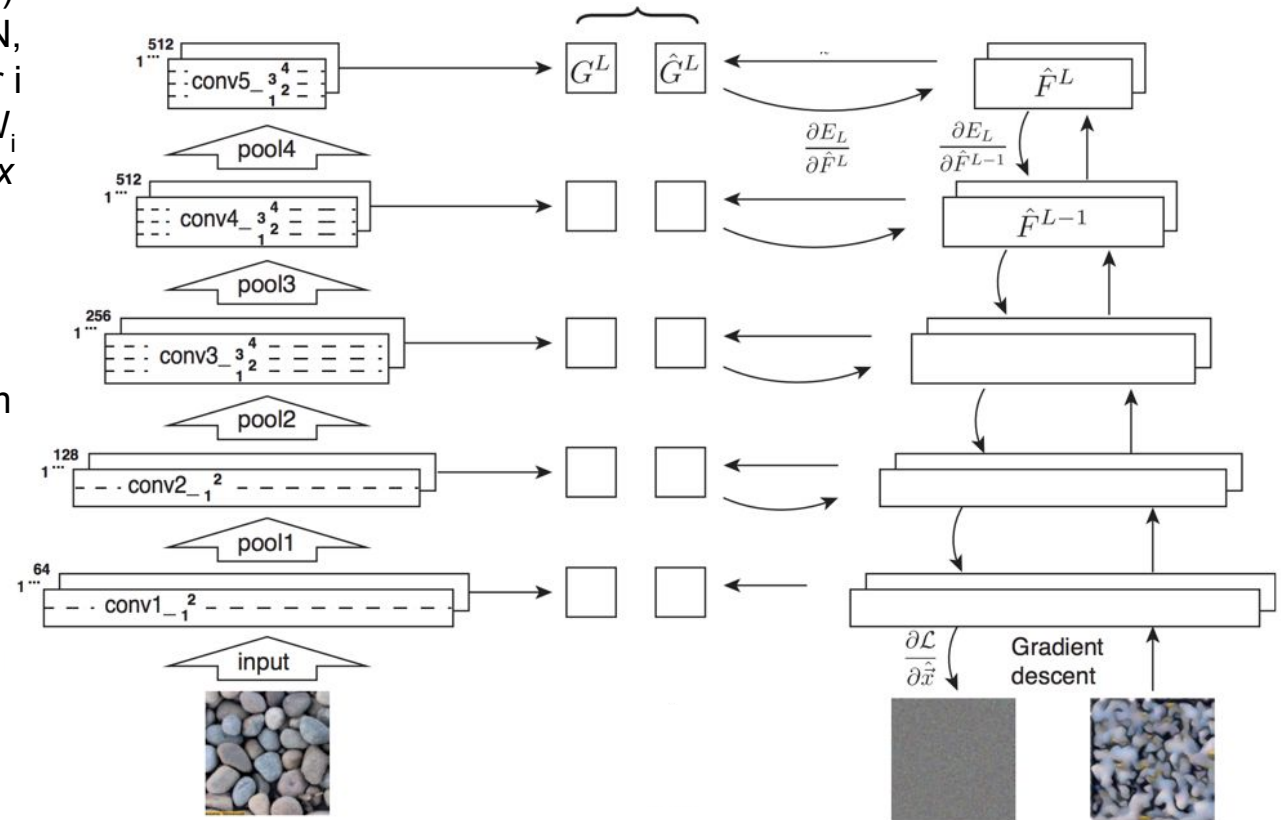 )
N,
r i
W_i
x
n
512
1 ...
conv5_ 1 2 3 4
G^L
Ĝ^L
F̂^L
∂E_L / ∂F̂^L
∂E_L / ∂F̂^{L-1}
pool4
512
1 ...
conv4_ 1 2 3 4
F̂^{L-1}
pool3
256
1 ...
conv3_ 1 2 3 4
pool2
128
1 ...
conv2_ 1 2
pool1
64
1 ...
conv1_ 1 2
input
∂ℒ / ∂x̂
Gradient
descent